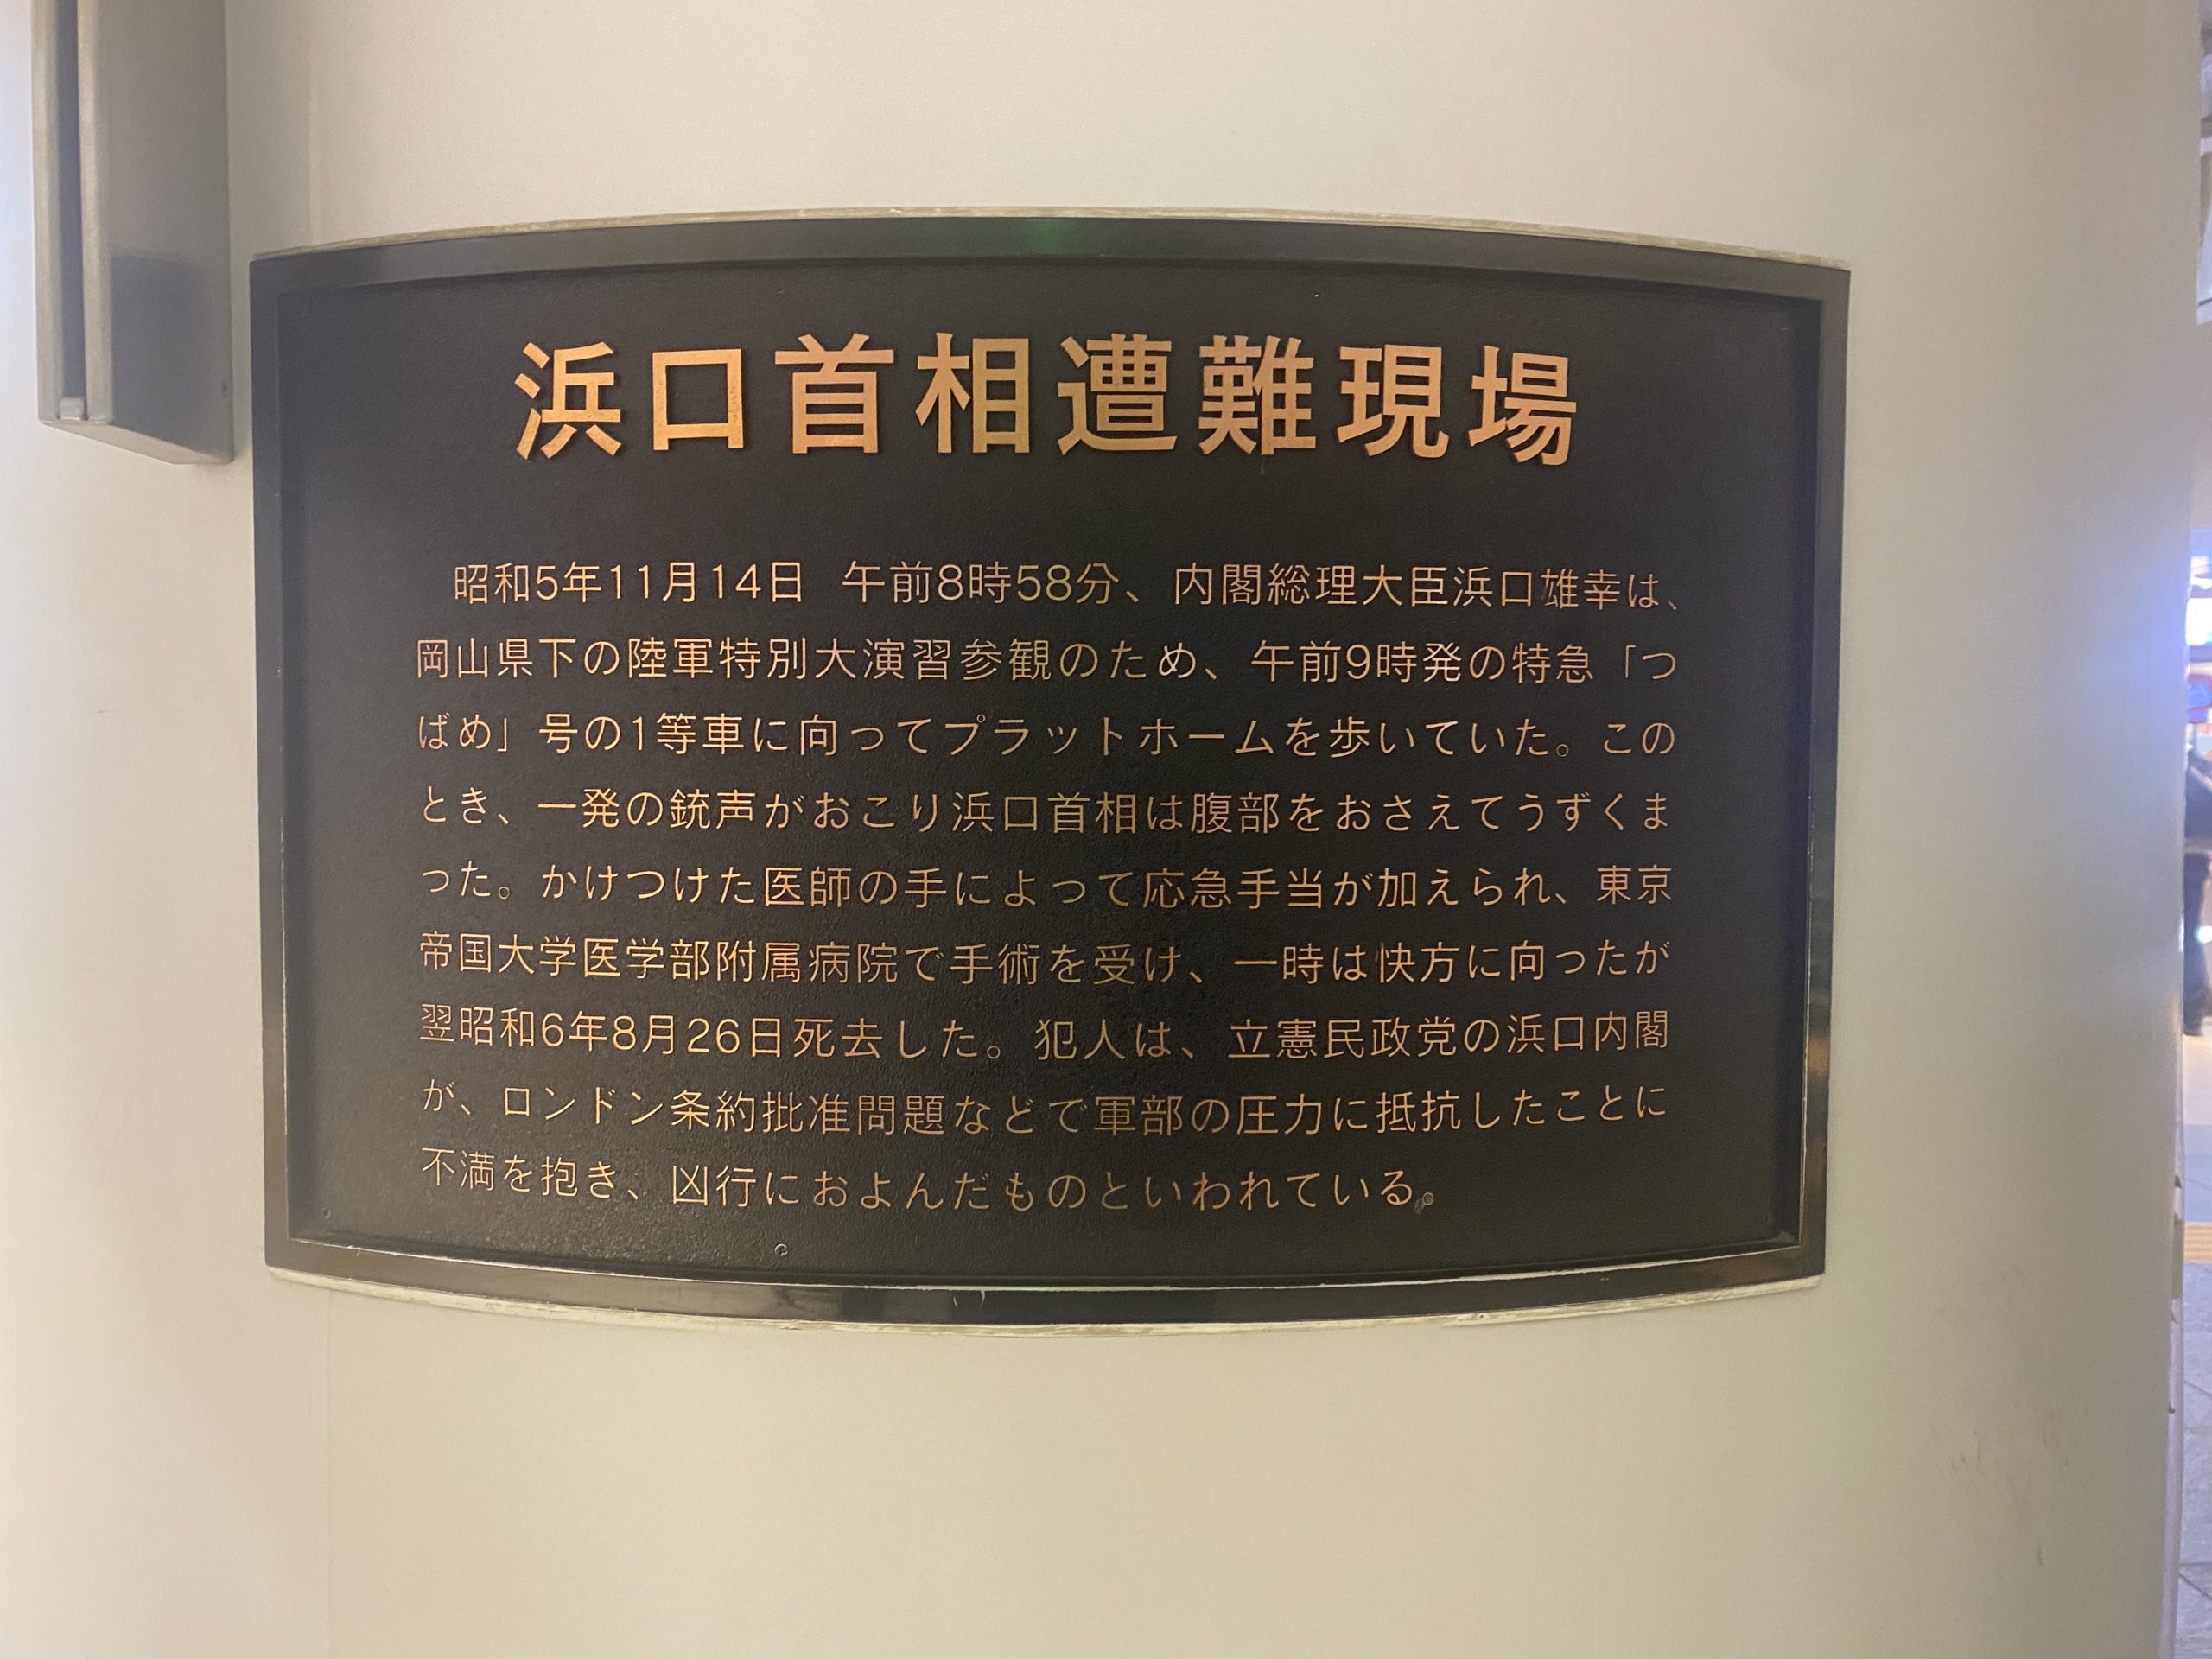 浜口首相遭難現場
昭和5年11月14日 午前8時58分、内閣総理大臣浜口雄幸は、
岡山県下の陸軍特別大演習参観のため、午前9時発の特急「つ
ばめ」号の1等車に向ってプラットホームを歩いていた。この
とき、一発の銃声がおこり浜口首相は腹部をおさえてうずくま
った。かけつけた医師の手によって応急手当が加えられ、東京
帝国大学医学部附属病院で手術を受け、一時は快方に向ったが
翌昭和6年8月26日死去した。犯人は、立憲民政党の浜口内閣
が、ロンドン条約批准問題などで軍部の圧力に抵抗したことに
不満を抱き、凶行におよんだものといわれている。